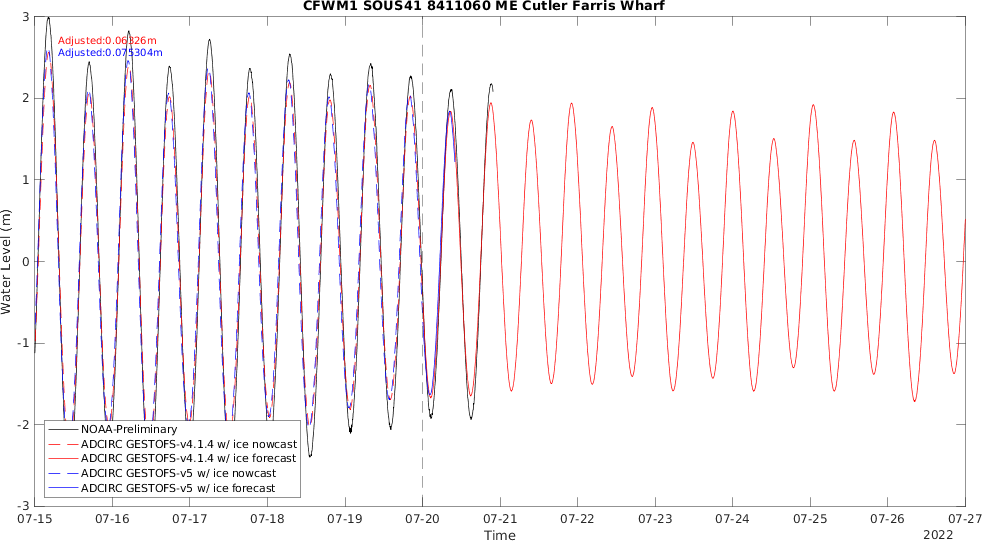 CFWM1 SOUS41 8411060 ME Cutler Farris Wharf
Adjusted:0.06326m
Adjusted:0.075304m
3
2
1
0
-1
-2
-3
Water Level (m)
NOAA-Preliminary
ADCIRC GESTOFS-v4.1.4 w/ ice nowcast
ADCIRC GESTOFS-v4.1.4 w/ ice forecast
ADCIRC GESTOFS-v5 w/ ice nowcast
ADCIRC GESTOFS-v5 w/ ice forecast
07-15 07-16 07-17 07-18 07-19 07-20 07-21 07-22 07-23 07-24 07-25 07-26 07-27
Time
2022